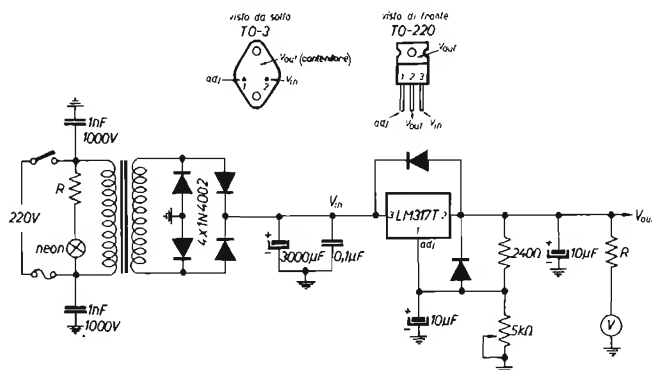 visto da sotto
TO-3
Vout (contenitore)
adj
1
2
Vin
visto di fronte
TO-220
Vout
1 2 3
adj
Vout
Vin
1nF
1000V
R
220V
neon
1nF
1000V
4x1N4002
Vin
3000µF
0,1µF
3 LM317T 2
1
adj
10µF
240Ω
5kΩ
10µF
R
V
Vout